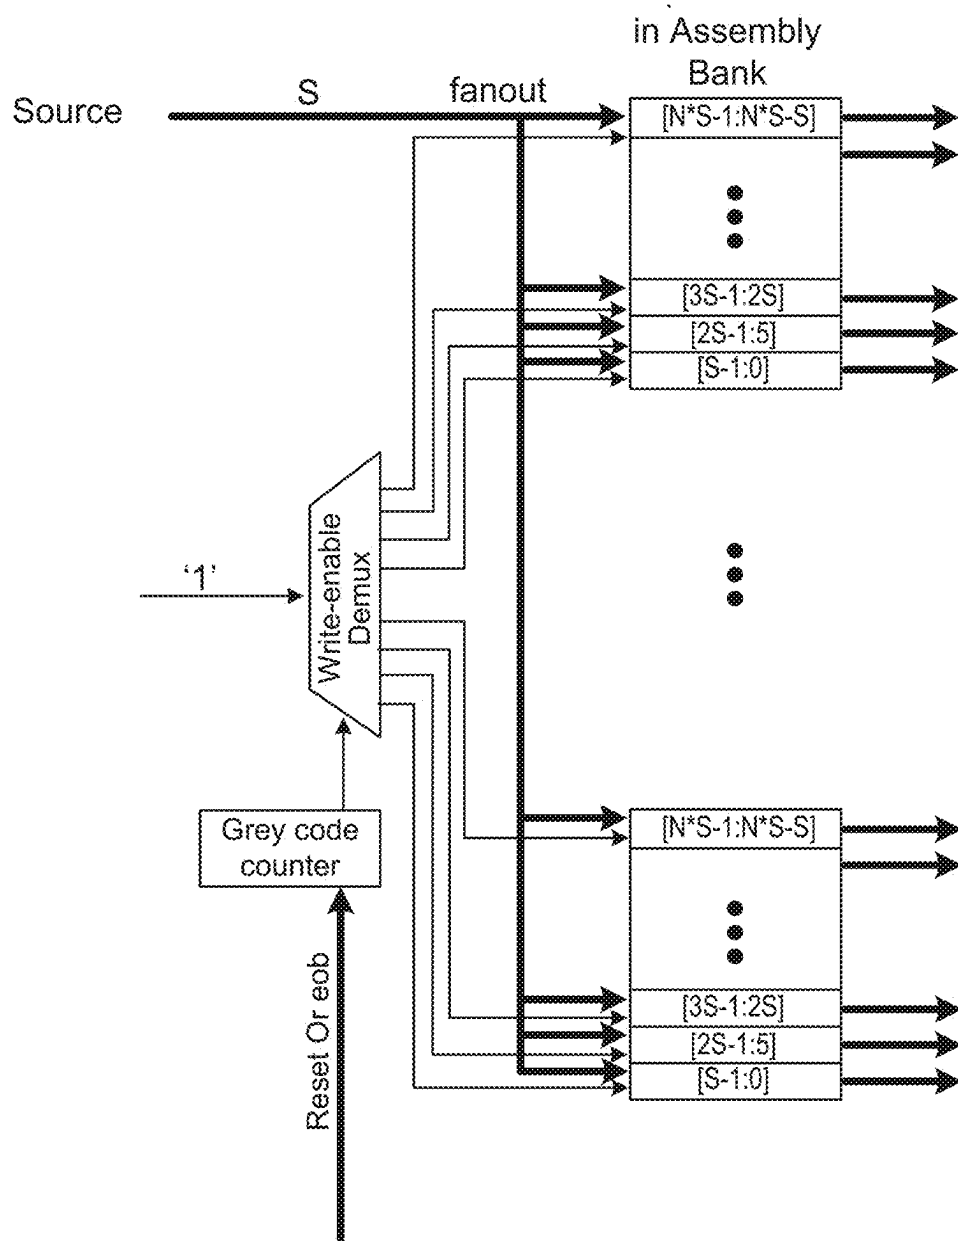 in Assembly
Bank
Source
S
fanout
[N*S-1:N*S-S]
[3S-1:2S]
[2S-1:5]
[S-1:0]
Write-enable
Demux
'1'
Grey code
counter
[N*S-1:N*S-S]
[3S-1:2S]
[2S-1:5]
[S-1:0]
Reset Or eob